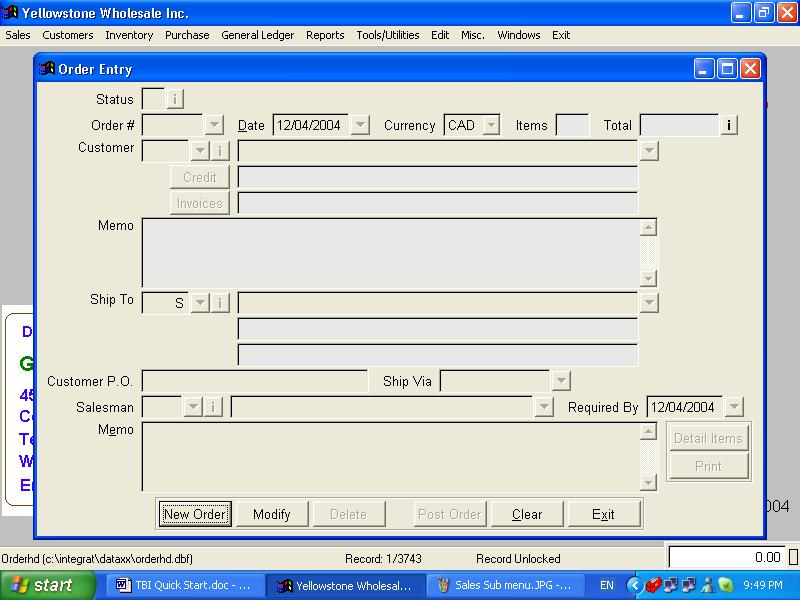 Yellowstone Wholesale Inc.
Sales Customers Inventory Purchase General Ledger Reports Tools/Utilities Edit Misc. Windows Exit
Order Entry
Status i
Order # Date 12/04/2004 Currency CAD Items Total i
Customer i
Credit
Invoices
Memo
Ship To S i
Customer P.O. Ship Via
Salesman i Required By 12/04/2004
Memo
Detail Items
Print
New Order Modify Delete Post Order Clear Exit
D
G
45
Co
Te
W
004
Orderhd (c:\integrat\dataxx\orderhd.dbf) Record: 1/3743 Record Unlocked 0.00
start TBI Quick Start.doc - ... Yellowstone Wholesal... Sales Sub menu.JPG -... EN 9:49 PM